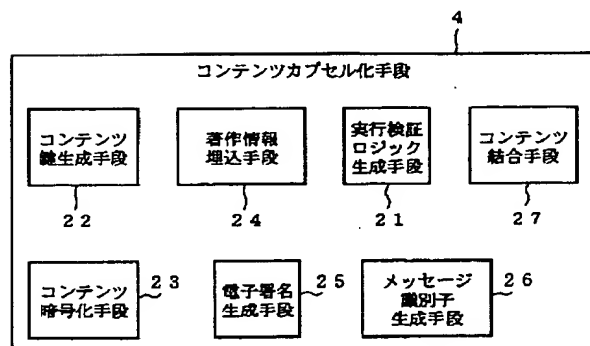 4
コンテンツカプセル化手段
コンテンツ
鍵生成手段
著作情報
埋込手段
実行検証
ロジック
生成手段
コンテンツ
結合手段
22
24
21
27
コンテンツ
暗号化手段
23
電子署名
生成手段
25
メッセージ
識別子
生成手段
26